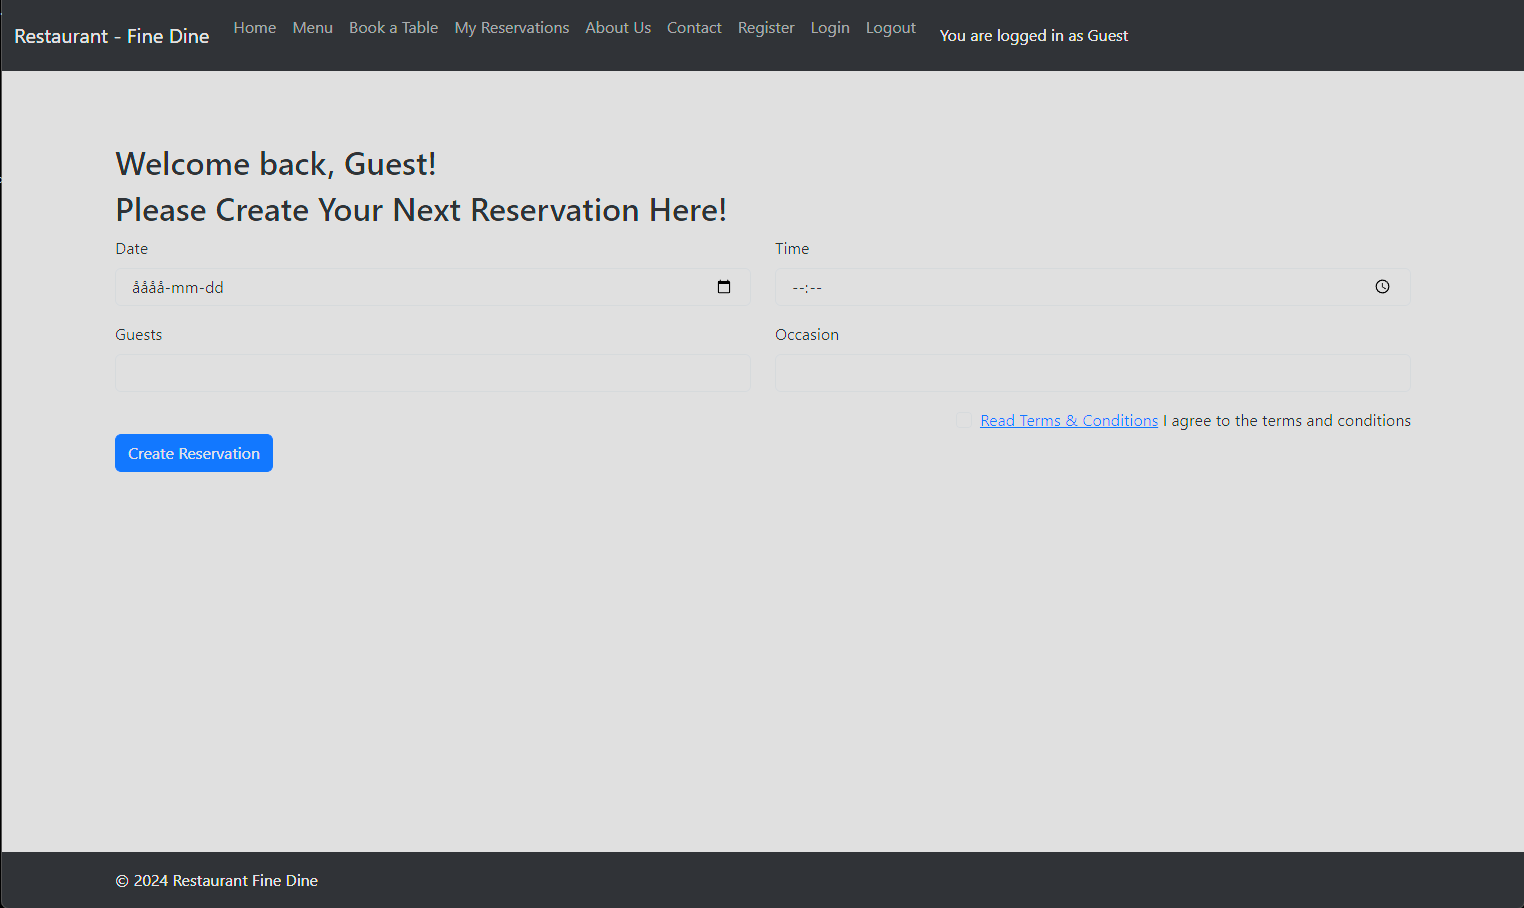 Restaurant - Fine Dine Home Menu Book a Table My Reservations About Us Contact Register Login Logout You are logged in as Guest
Welcome back, Guest!
Please Create Your Next Reservation Here!
Date Time
åååå-mm-dd --:--
Guests Occasion
Read Terms & Conditions I agree to the terms and conditions
Create Reservation
© 2024 Restaurant Fine Dine